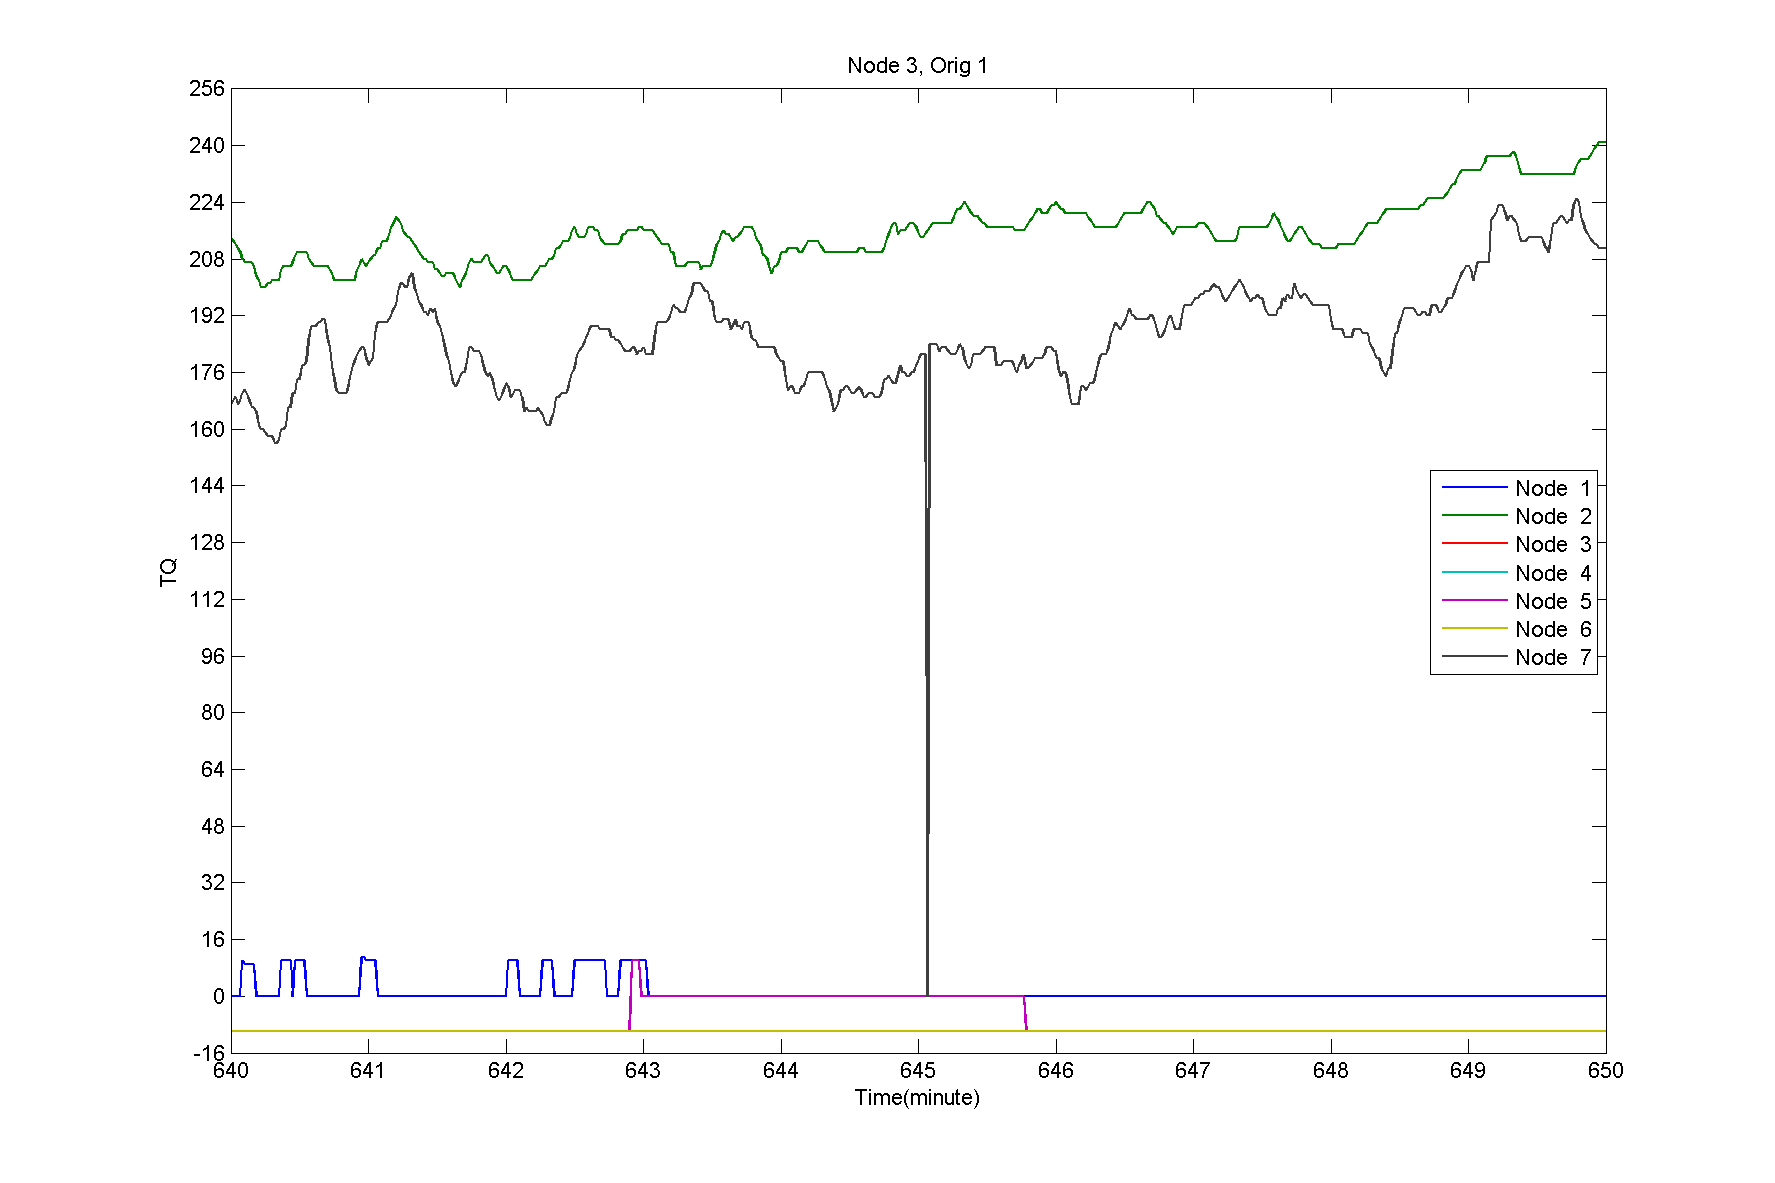 Node 3, Orig 1
256
240
224
208
192
176
160
144
128
112
96
80
64
48
32
16
0
-16
TQ
Node 1
Node 2
Node 3
Node 4
Node 5
Node 6
Node 7
640 641 642 643 644 645 646 647 648 649 650
Time(minute)